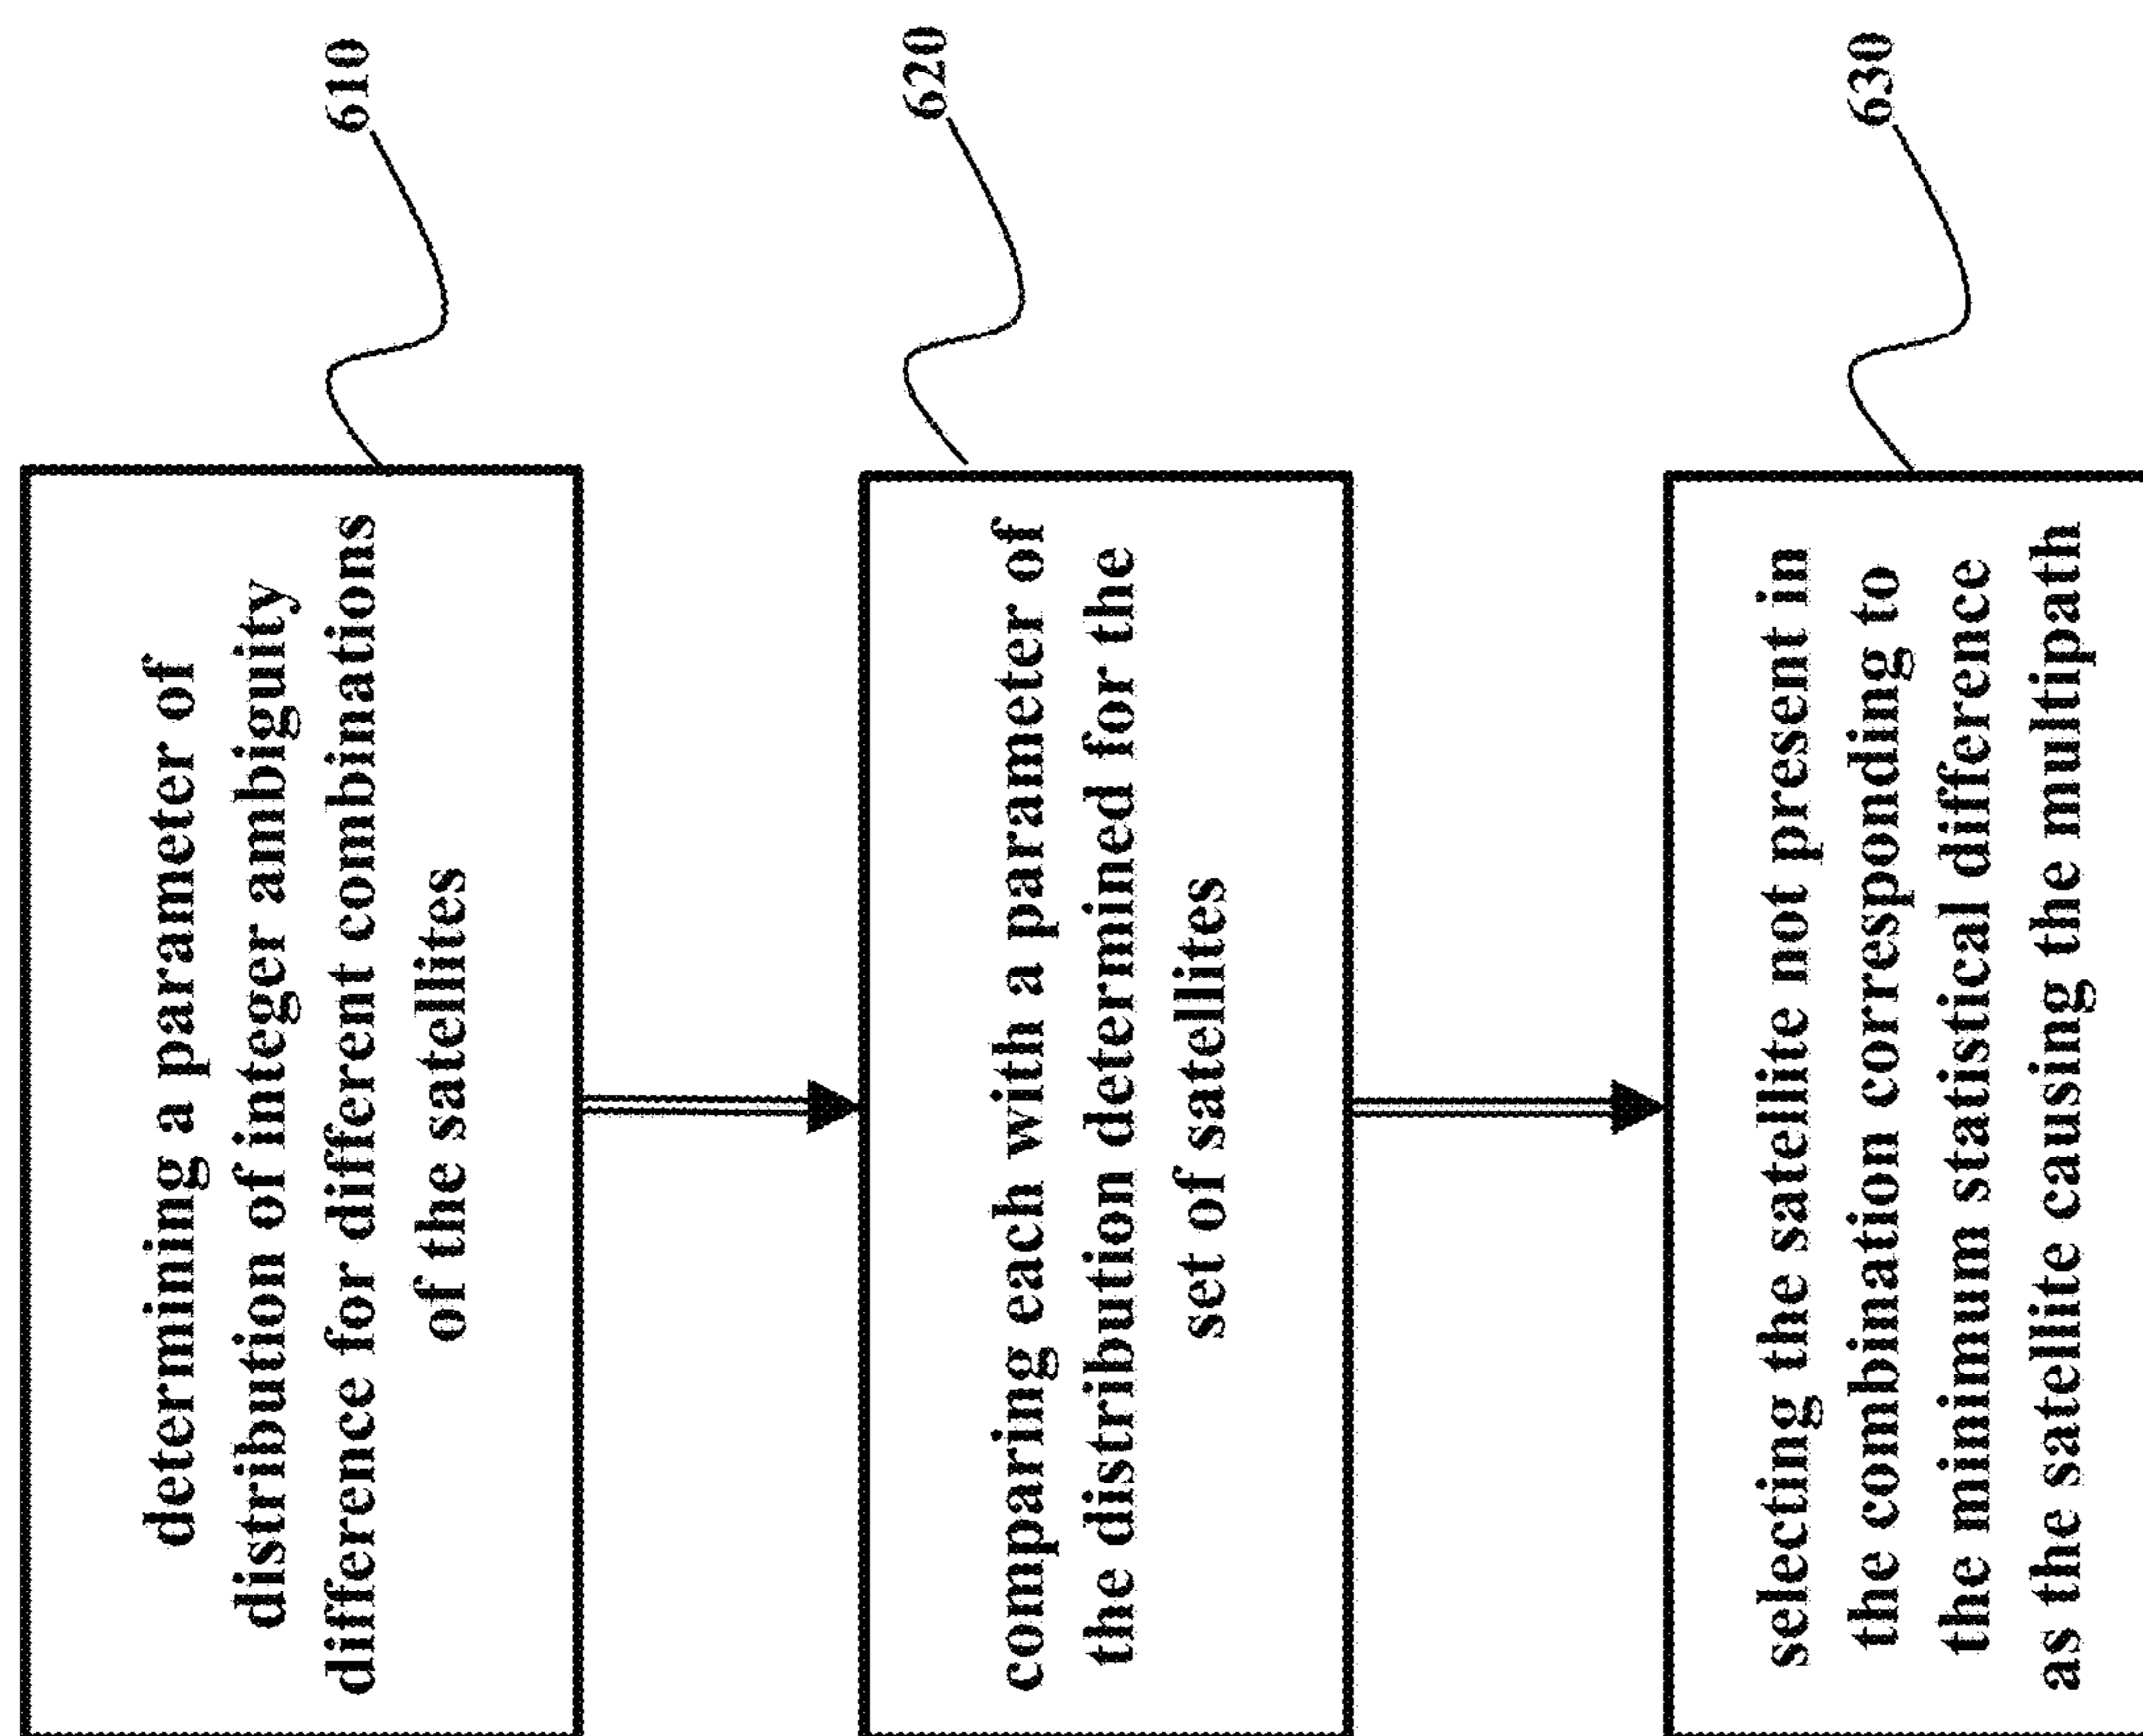 determining a parameter of
distribution of integer ambiguity
difference for different combinations
of the satellites
610
comparing each with a parameter of
the distribution determined for the
set of satellites
620
selecting the satellite not present in
the combination corresponding to
the minimum statistical difference
as the satellite causing the multipath
630